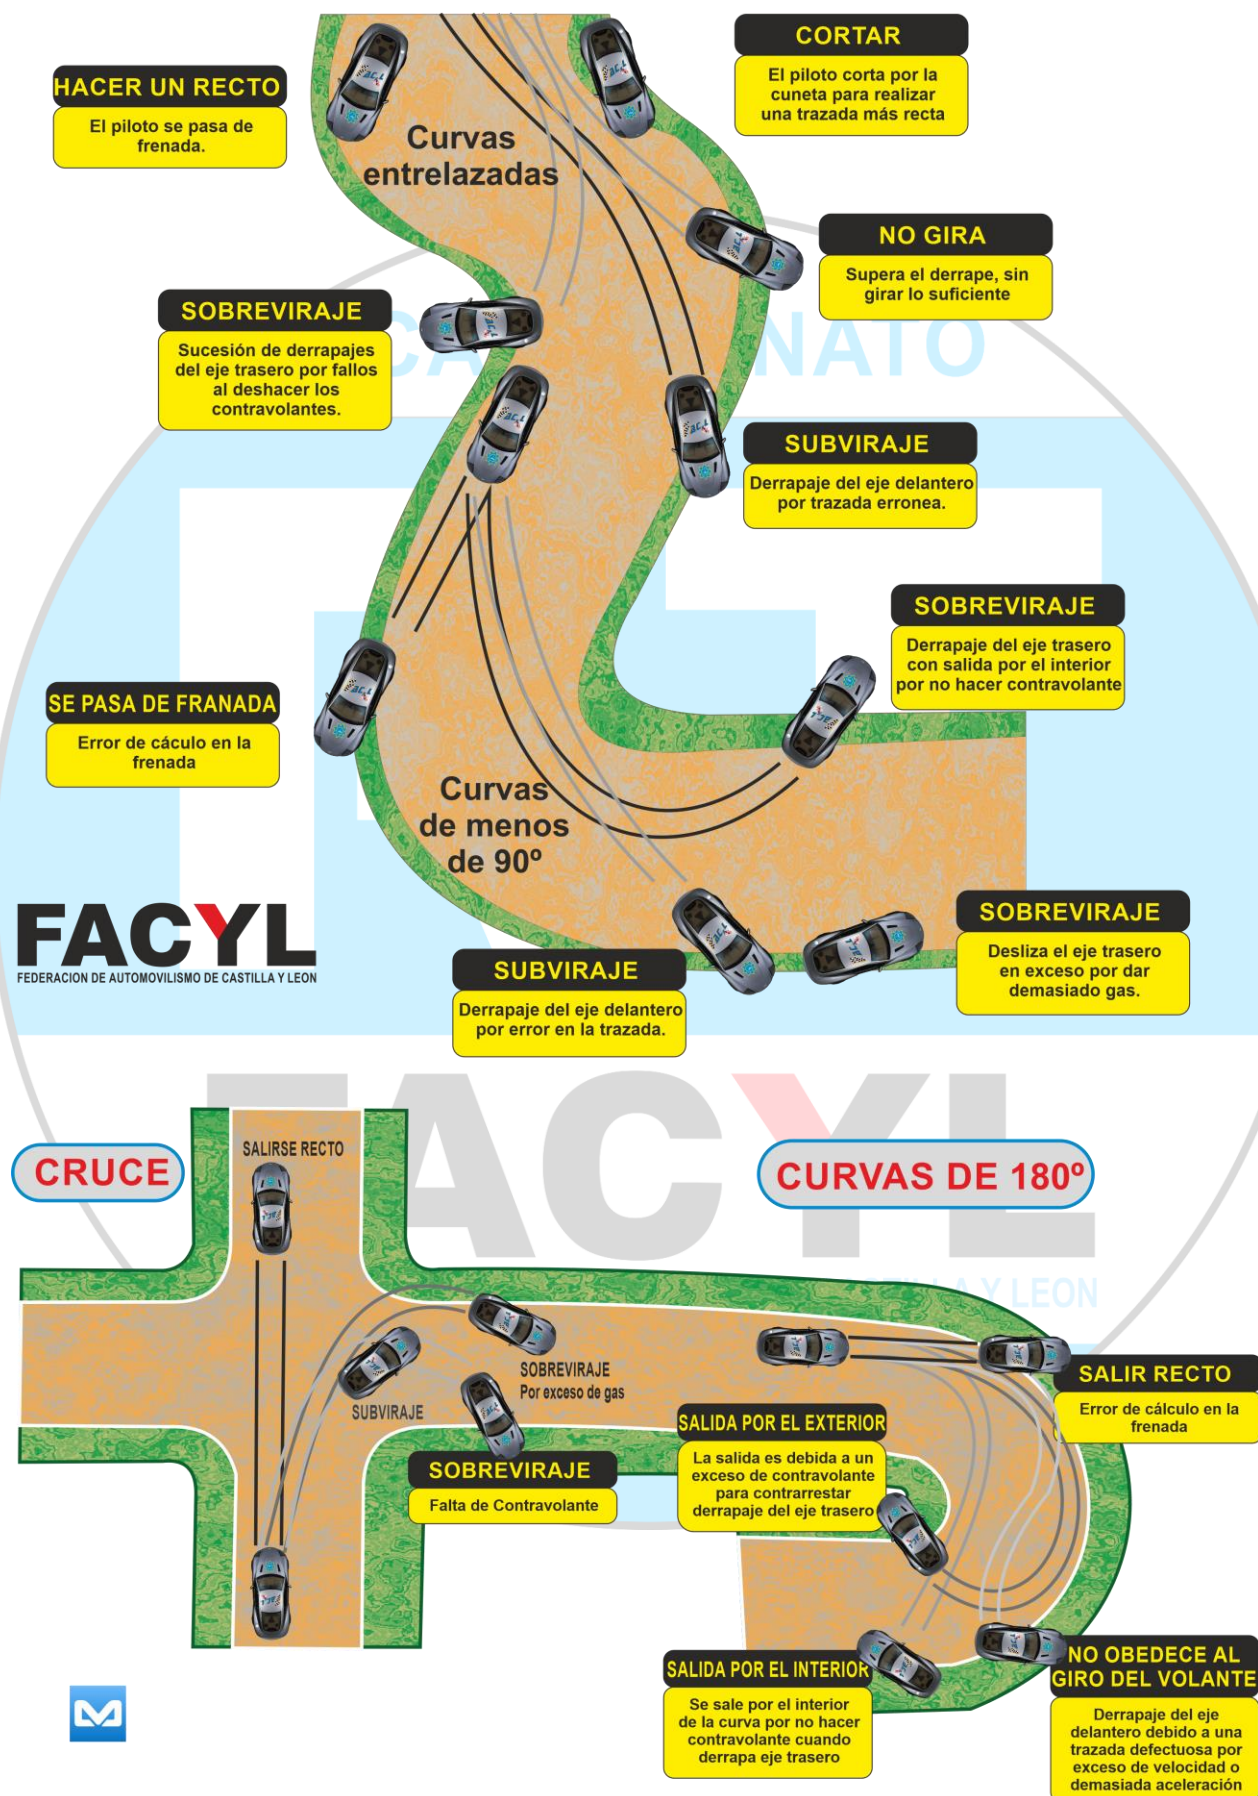 CORTAR
El piloto corta por la
cuneta para realizar
una trazada más recta
HACER UN RECTO
El piloto se pasa de
frenada.
Curvas
entrelazadas
NO GIRA
Supera el derrape, sin
girar lo suficiente
SOBREVIRAJE
Sucesión de derrapajes
del eje trasero por fallos
al deshacer los
contravolantes.
CA NATO
SUBVIRAJE
Derrapaje del eje delantero
por trazada erronea.
SOBREVIRAJE
Derrapaje del eje trasero
con salida por el interior
por no hacer contravolante
SE PASA DE FRANADA
Error de cáculo en la
frenada
Curvas
de menos
de 90º
FACYL
FEDERACION DE AUTOMOVILISMO DE CASTILLA Y LEON
SOBREVIRAJE
Desliza el eje trasero
en exceso por dar
demasiado gas.
SUBVIRAJE
Derrapaje del eje delantero
por error en la trazada.
FACYL
CRUCE
SALIRSE RECTO
CURVAS DE 180º
STILLA Y LEON
SOBREVIRAJE
Por exceso de gas
SUBVIRAJE
SALIR RECTO
Error de cálculo en la
frenada
SOBREVIRAJE
Falta de Contravolante
SALIDA POR EL EXTERIOR
La salida es debida a un
exceso de contravolante
para contrarrestar
derrapaje del eje trasero
SALIDA POR EL INTERIOR
Se sale por el interior
de la curva por no hacer
contravolante cuando
derrapa eje trasero
NO OBEDECE AL
GIRO DEL VOLANTE
Derrapaje del eje
delantero debido a una
trazada defectuosa por
exceso de velocidad o
demasiada aceleración